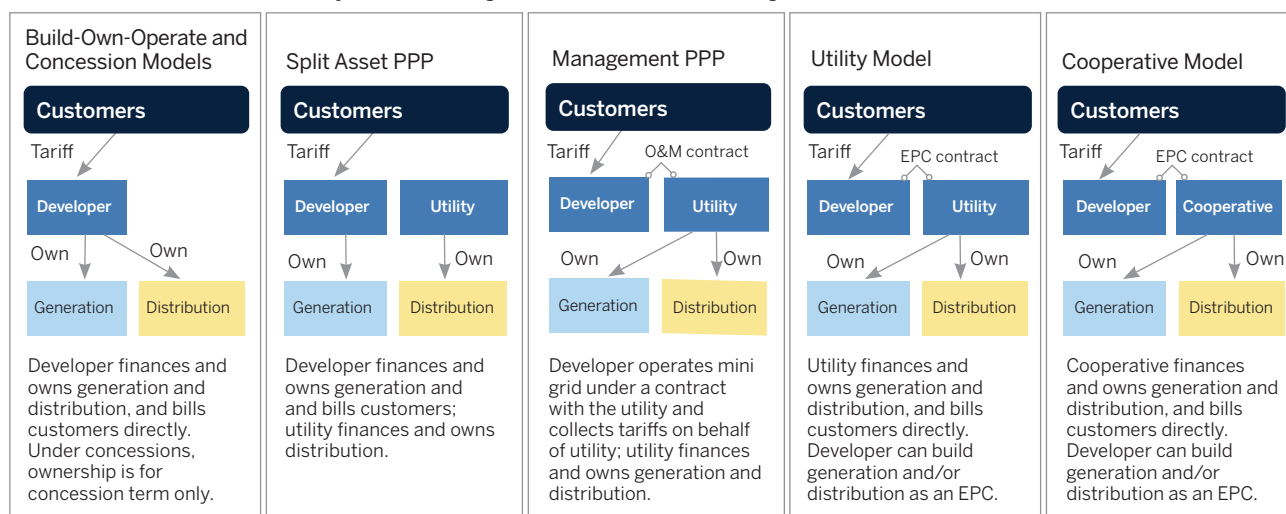 Build-Own-Operate and
Concession Models
Customers
Tariff
Developer
Own
Own
Generation
Distribution
Developer finances and
owns generation and
distribution, and bills
customers directly.
Under concessions,
ownership is for
concession term only.
Split Asset PPP
Customers
Tariff
Developer
Utility
Own
Own
Generation
Distribution
Developer finances and
owns generation and
and bills customers;
utility finances and owns
distribution.
Management PPP
Customers
Tariff
O&M contract
Developer
Utility
Own
Own
Generation
Distribution
Developer operates mini
grid under a contract
with the utility and
collects tariffs on behalf
of utility; utility finances
and owns generation and
distribution.
Utility Model
Customers
Tariff
EPC contract
Developer
Utility
Own
Own
Generation
Distribution
Utility finances and
owns generation and
distribution, and bills
customers directly.
Developer can build
generation and/or
distribution as an EPC.
Cooperative Model
Customers
Tariff
EPC contract
Developer
Cooperative
Own
Own
Generation
Distribution
Cooperative finances
and owns generation and
distribution, and bills
customers directly.
Developer can build
generation and/or
distribution as an EPC.